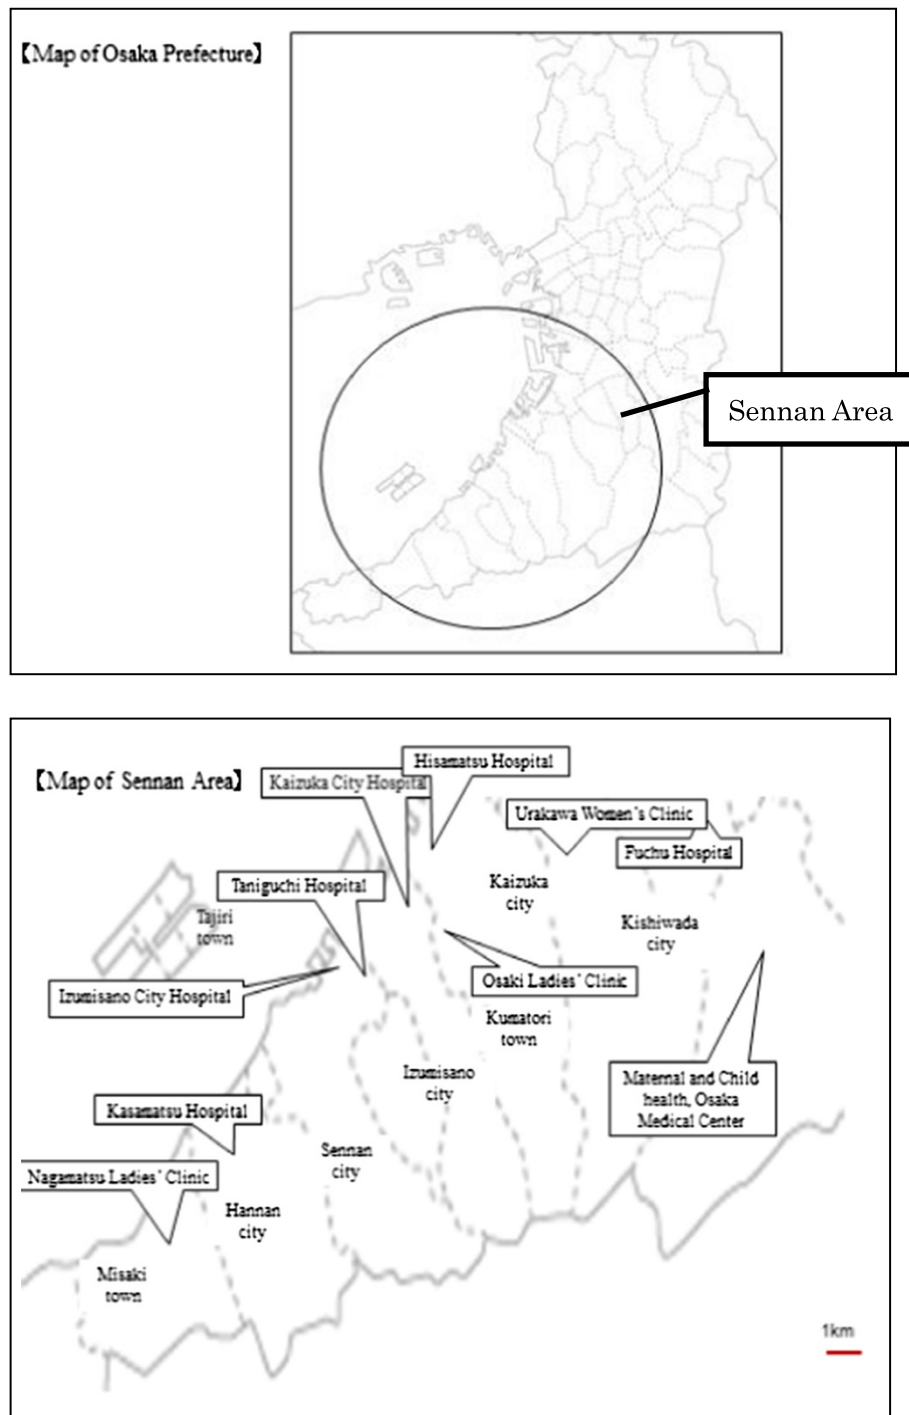 【Map of Osaka Prefecture】
Sennan Area
【Map of Sennan Area】
Hisamatsu Hospital
Kaizuka City Hospital
Urakawa Women's Clinic
Fuchu Hospital
Taniguchi Hospital
Kaizuka
city
Tajiri
town
Kishiwada
city
Izumisano City Hospital
Osaki Ladies' Clinic
Kumatori
town
Izumisano
city
Maternal and Child
health, Osaka
Medical Center
Kasamatsu Hospital
Sennan
city
Nagamatsu Ladies' Clinic
Hannan
city
Misaki
town
1km